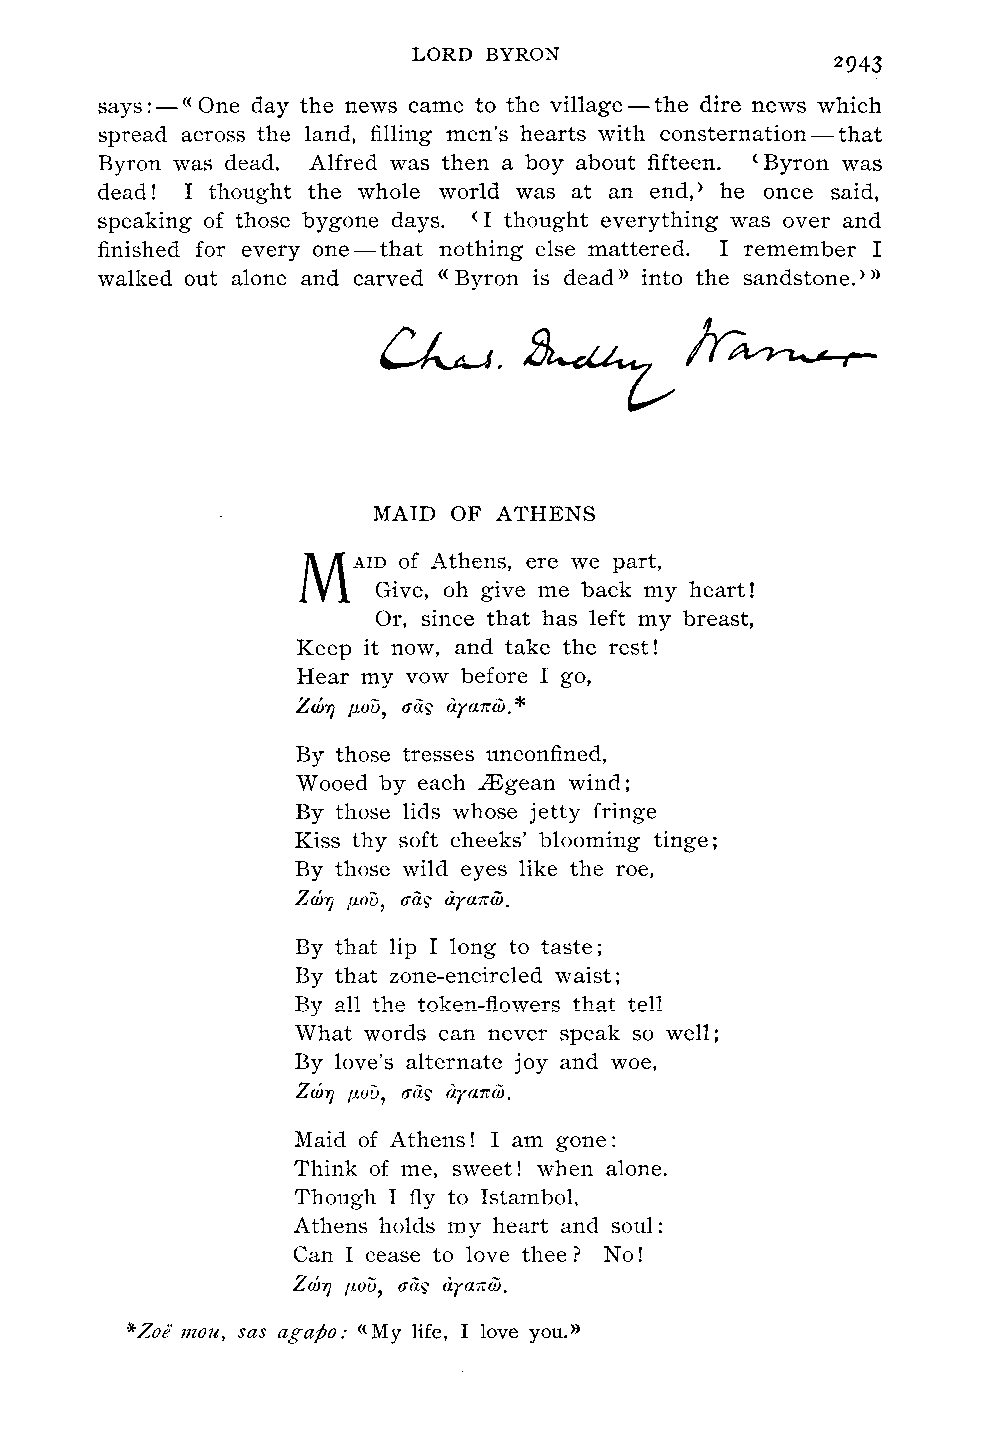 LORD BYRON
2943
says:—« One day the news came to the village—the dire news which
spread across the land, filling men's hearts with consternation—that
Byron was dead. Alfred was then a boy about fifteen. ‹Byron was
dead! I thought the whole world was at an end,› he once said,
speaking of those bygone days. ‹I thought everything was over and
finished for every one—that nothing else mattered. I remember I
walked out alone and carved «Byron is dead» into the sandstone.›»
Chas. Dudley Warner
MAID OF ATHENS
MAID of Athens, ere we part,
Give, oh give me back my heart!
Or, since that has left my breast,
Keep it now, and take the rest!
Hear my vow before I go,
Ζώη μοῦ, σᾶς ἀγαπῶ.*
By those tresses unconfined,
Wooed by each Ægean wind;
By those lids whose jetty fringe
Kiss thy soft cheeks' blooming tinge;
By those wild eyes like the roe,
Ζώη μοῦ, σᾶς ἀγαπῶ.
By that lip I long to taste;
By that zone-encircled waist;
By all the token-flowers that tell
What words can never speak so well;
By love's alternate joy and woe,
Ζώη μοῦ, σᾶς ἀγαπῶ.
Maid of Athens! I am gone:
Think of me, sweet! when alone.
Though I fly to Istambol,
Athens holds my heart and soul:
Can I cease to love thee? No!
Ζώη μοῦ, σᾶς ἀγαπῶ.
*Zoë mou, sas agapo: «My life, I love you.»